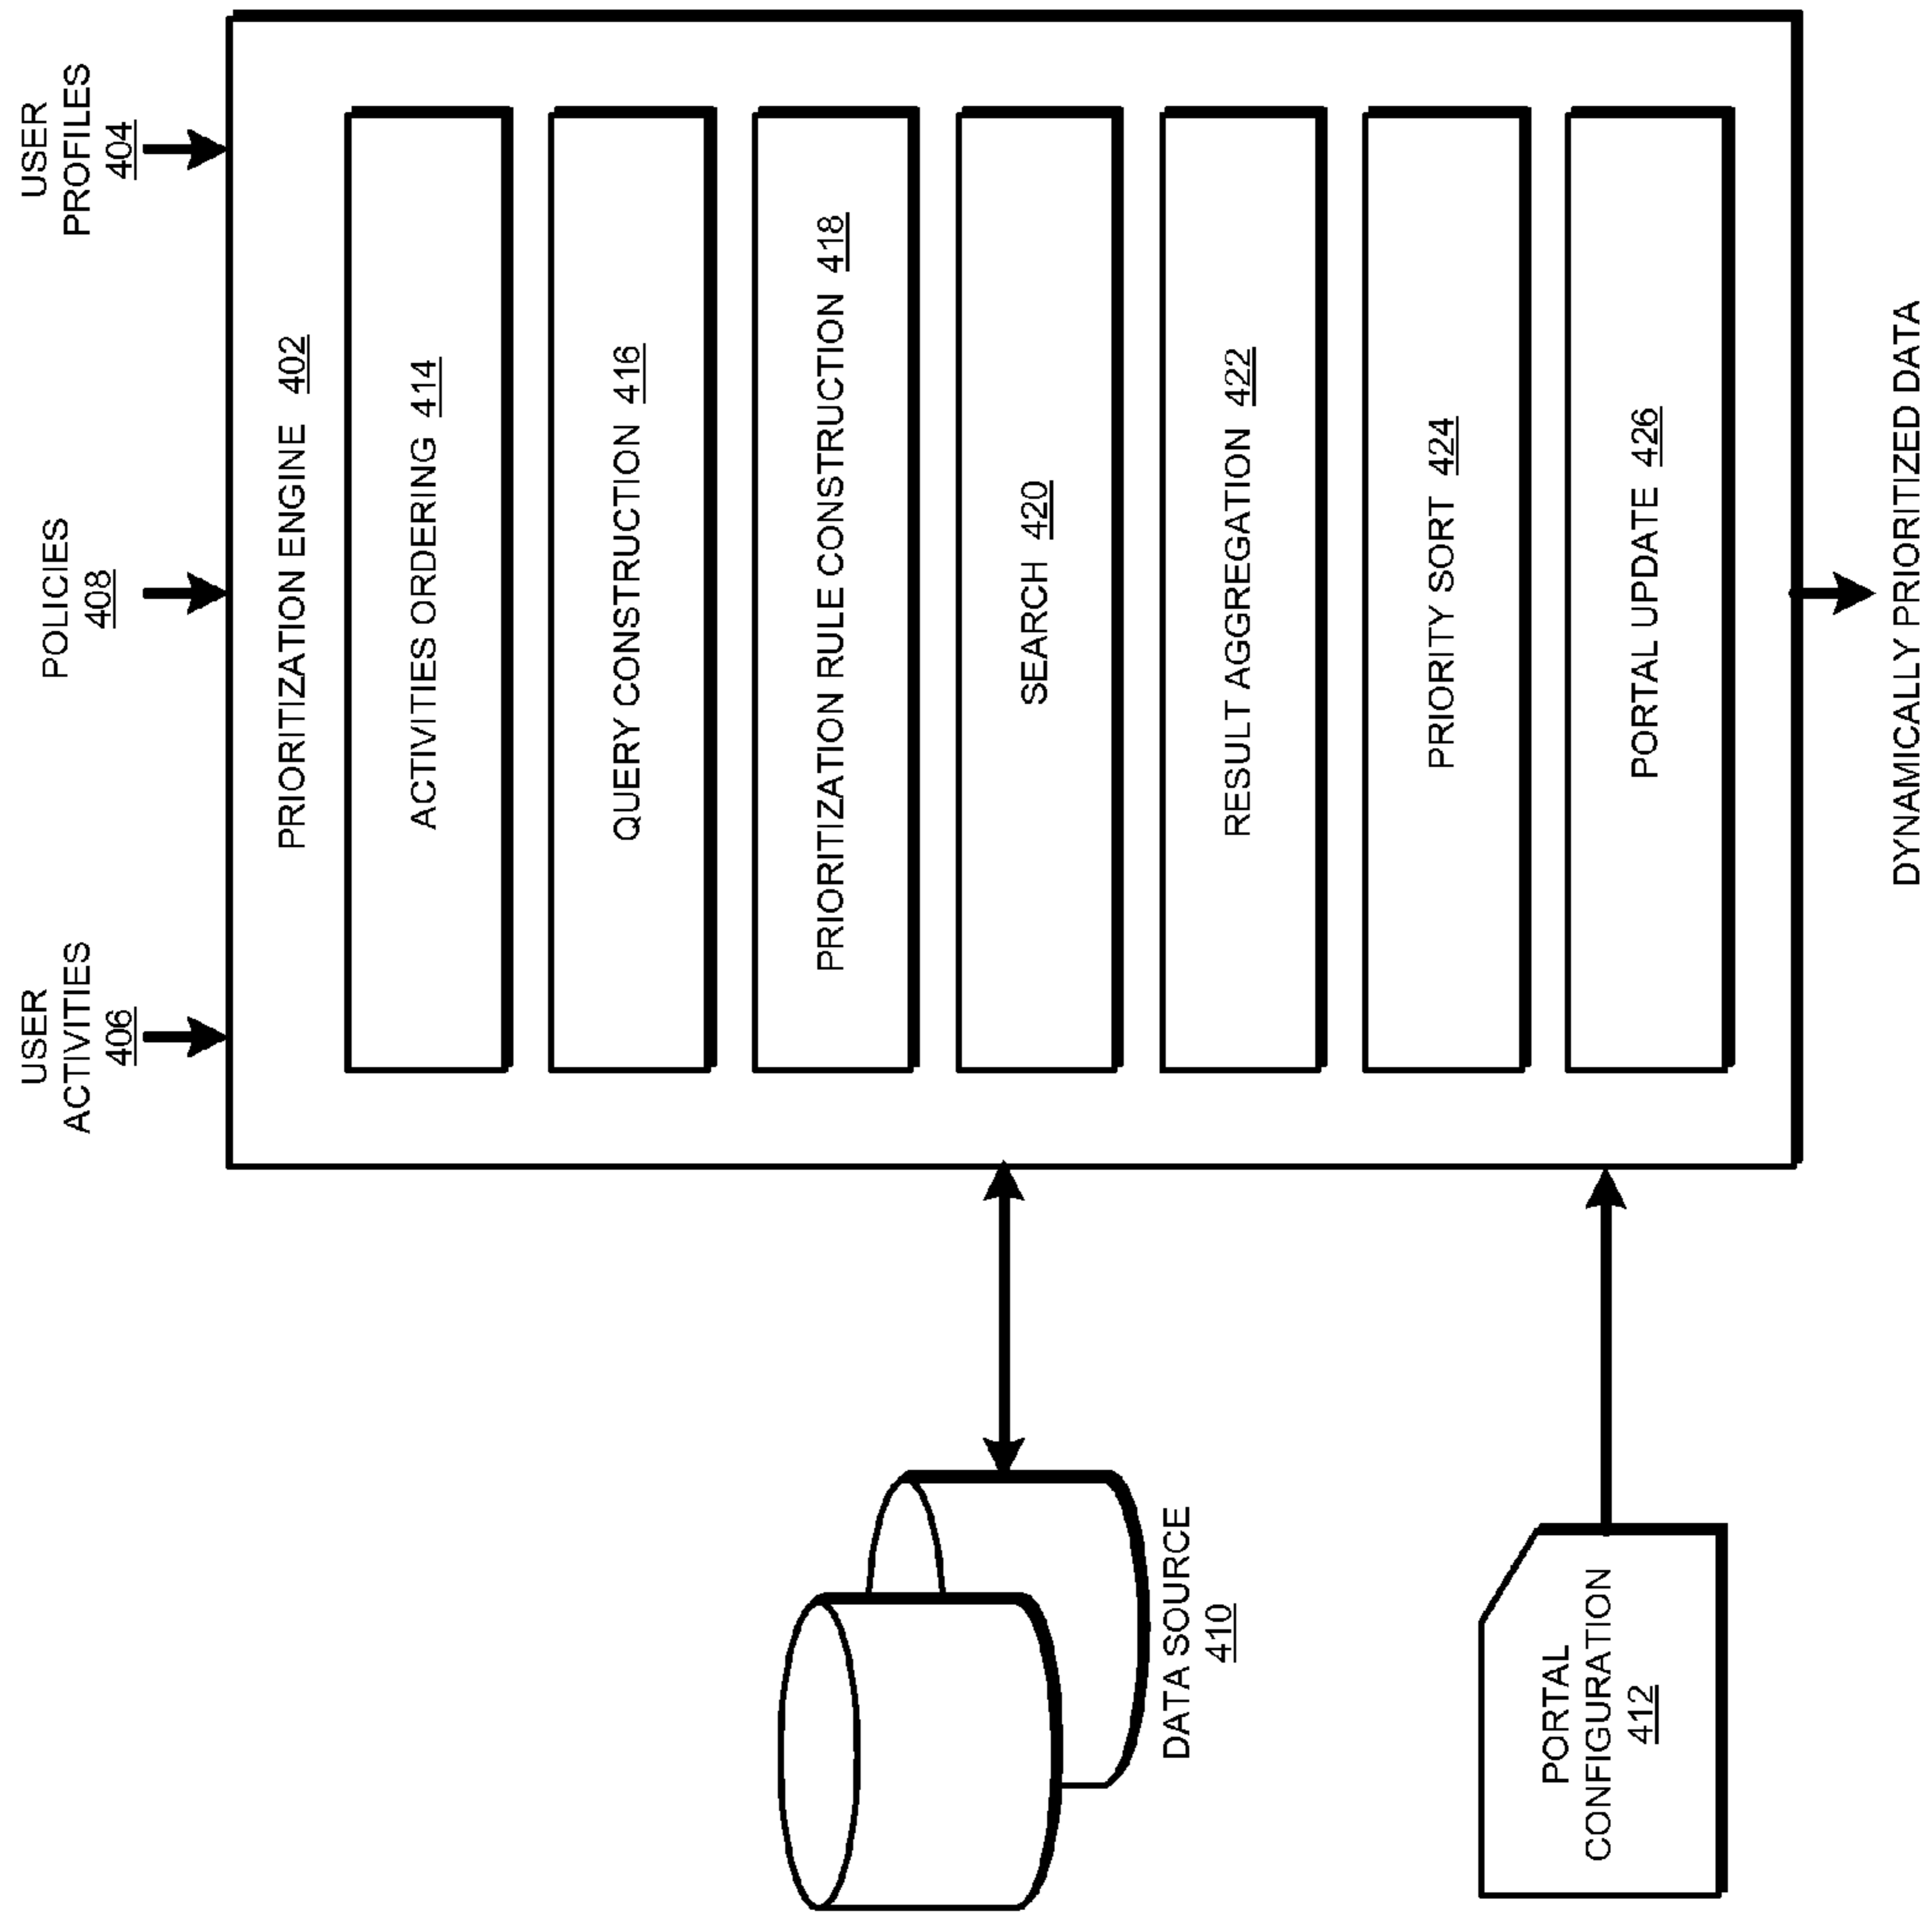 USER
ACTIVITIES
406
POLICIES
408
USER
PROFILES
404
PRIORITIZATION ENGINE 402
ACTIVITIES ORDERING 414
QUERY CONSTRUCTION 416
PRIORITIZATION RULE CONSTRUCTION 418
SEARCH 420
RESULT AGGREGATION 422
PRIORITY SORT 424
PORTAL UPDATE 426
DATA SOURCE
410
PORTAL
CONFIGURATION
412
DYNAMICALLY PRIORITIZED DATA